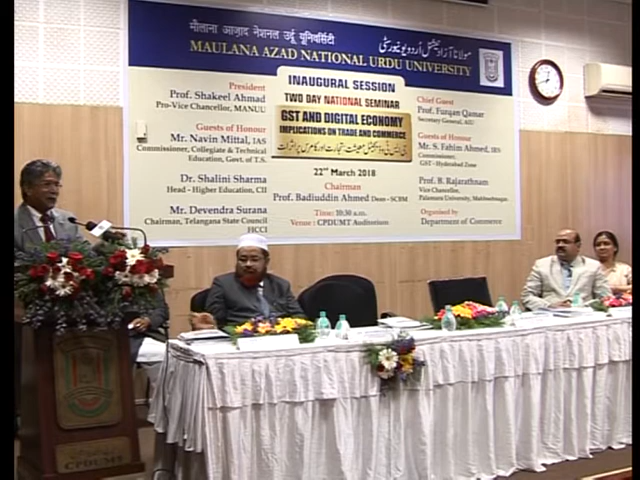 मौलाना आज़ाद नेशनल उर्दू यूनिवर्सिटी
مولانا آزاد نیشنل اُردو یونیورسٹی
MAULANA AZAD NATIONAL URDU UNIVERSITY
INAUGURAL SESSION
TWO DAY NATIONAL SEMINAR
GST AND DIGITAL ECONOMY
IMPLICATIONS ON TRADE AND COMMERCE
22nd March 2018
Chairman
Prof. Badiuddin Ahmed Dean - SCBM
Time: 10:30 a.m.
Venue : CPDUMT Auditorium
President
Prof. Shakeel Ahmad
Pro-Vice Chancellor, MANUU
Guests of Honour
Mr. Navin Mittal, IAS
Commissioner, Collegiate & Technical
Education, Govt. of T.S.
Dr. Shalini Sharma
Head - Higher Education, CII
Mr. Devendra Surana
Chairman, Telangana State Council
FICCI
Chief Guest
Prof. Furqan Qamar
Secretary General, AIU
Guests of Honour
Mr. S. Fahim Ahmed, IRS
Commissioner,
GST - Hyderabad Zone
Prof. B. Rajarathnam
Vice Chancellor,
Palamuru University, Mahbubnagar
Organised by
Department of Commerce
CPDUMT